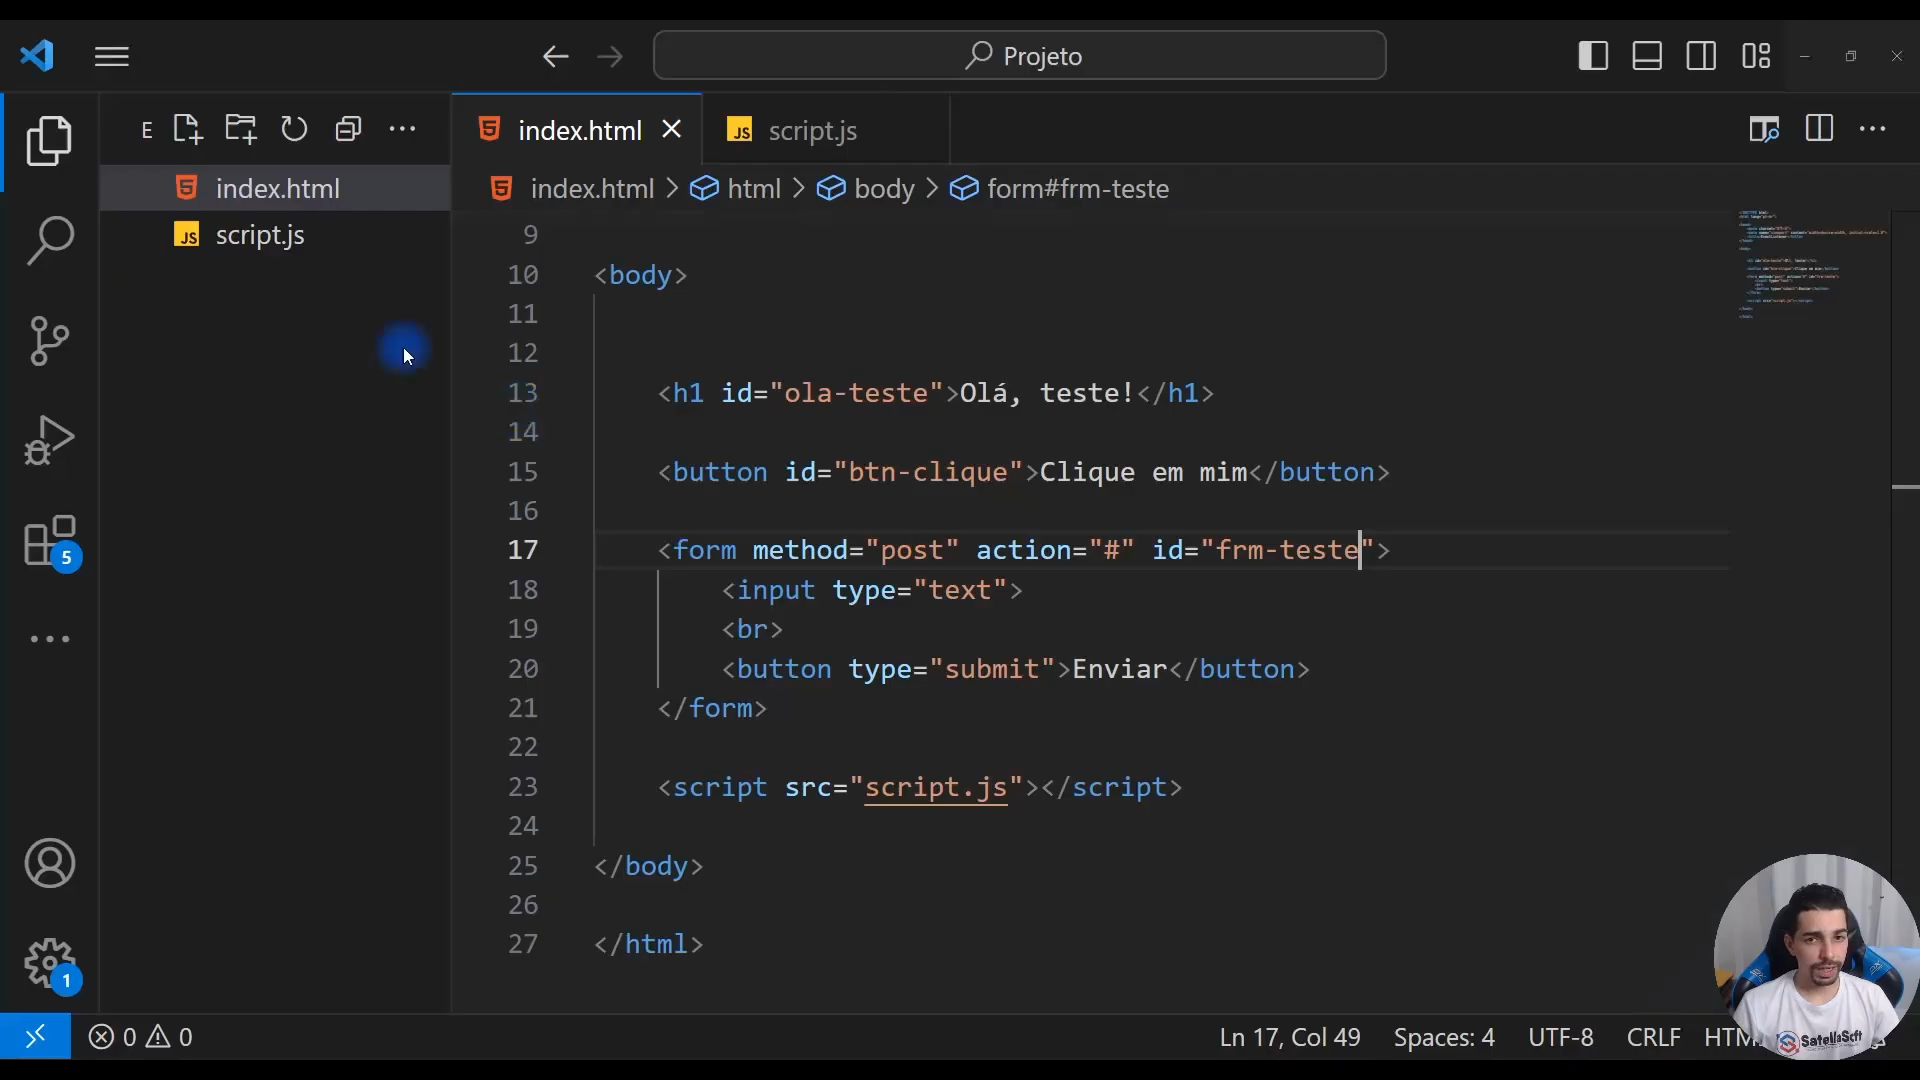 Projeto
E
index.html
script.js
index.html
script.js
index.html > html > body > form#frm-teste
9
10 <body>
11
12
13 <h1 id="ola-teste">Olá, teste!</h1>
14
15 <button id="btn-clique">Clique em mim</button>
16
17 <form method="post" action="#" id="frm-teste">
18 <input type="text">
19 <br>
20 <button type="submit">Enviar</button>
21 </form>
22
23 <script src="script.js"></script>
24
25 </body>
26
27 </html>
5
1
0 0
Ln 17, Col 49 Spaces: 4 UTF-8 CRLF HTM
SatellaSoft